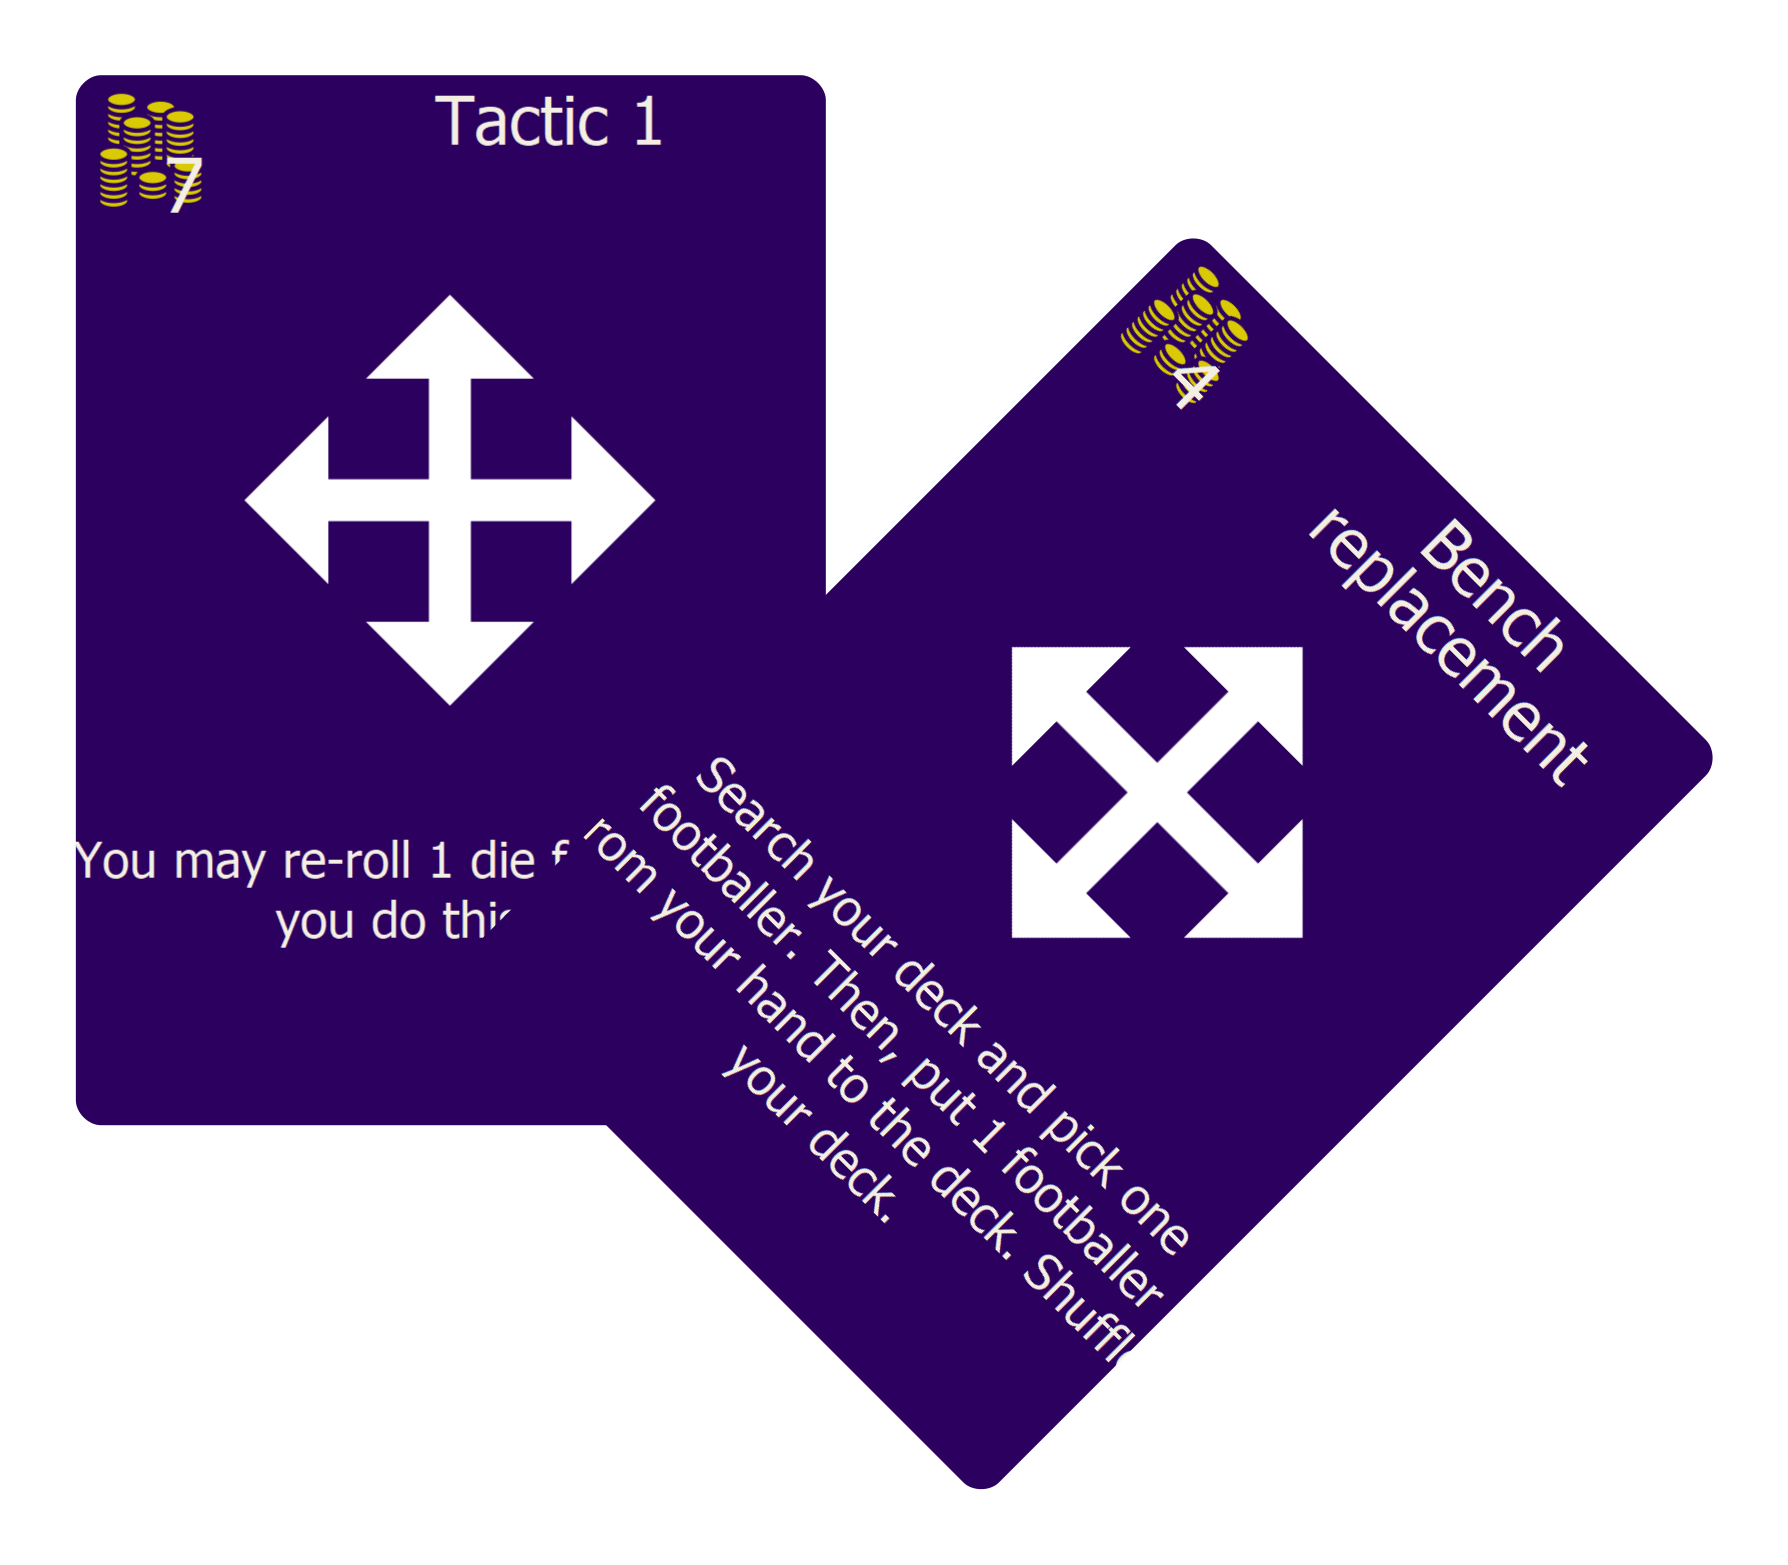 Tactic 1
7
You may re-roll 1 die
you do
4
Bench
replacement
Search your deck and pick one
footballer. Then, put 1 footballer
rom your hand to the deck.
your deck.